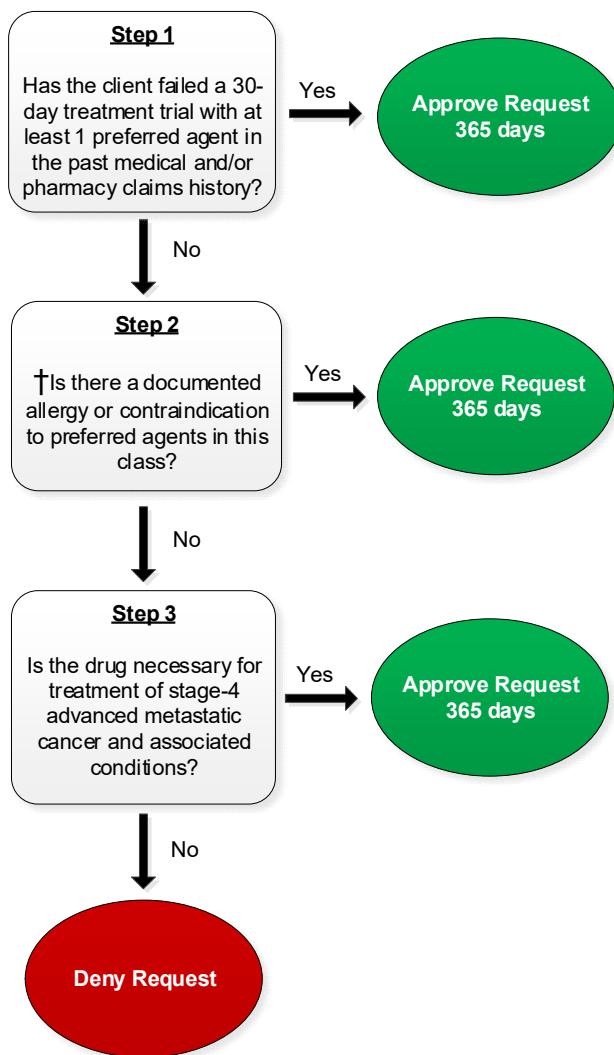 Step 1
Has the client failed a 30-
day treatment trial with at
least 1 preferred agent in
the past medical and/or
pharmacy claims history?
Yes
Approve Request
365 days
No
Step 2
†Is there a documented
allergy or contraindication
to preferred agents in this
class?
Yes
Approve Request
365 days
No
Step 3
Is the drug necessary for
treatment of stage-4
advanced metastatic
cancer and associated
conditions?
Yes
Approve Request
365 days
No
Deny Request